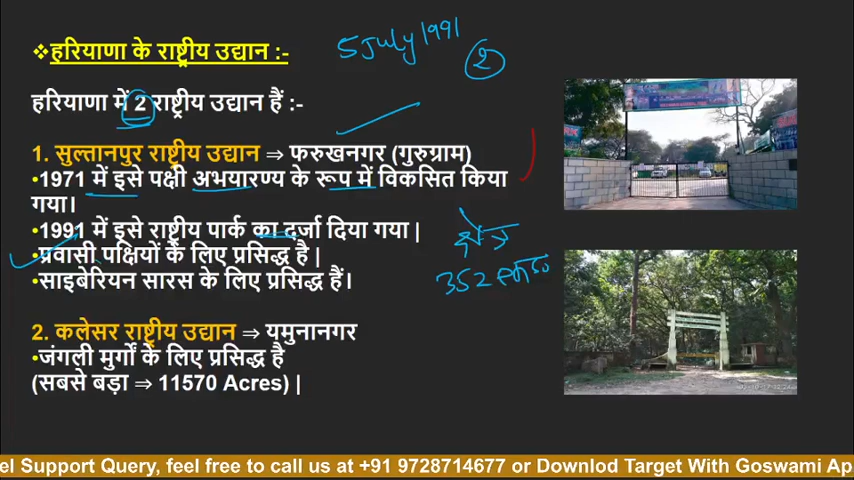 ❖हरियाणा के राष्ट्रीय उद्यान :-
5 July 1991
2
हरियाणा में 2 राष्ट्रीय उद्यान हैं :-
1. सुल्तानपुर राष्ट्रीय उद्यान ⇒ फरुखनगर (गुरुग्राम)
•1971 में इसे पक्षी अभयारण्य के रूप में विकसित किया
गया।
•1991 में इसे राष्ट्रीय पार्क का दर्जा दिया गया |
•प्रवासी पक्षियों के लिए प्रसिद्ध है |
•साइबेरियन सारस के लिए प्रसिद्ध हैं।
352
2. कलेसर राष्ट्रीय उद्यान ⇒ यमुनानगर
•जंगली मुर्गों के लिए प्रसिद्ध है
(सबसे बड़ा ⇒ 11570 Acres) |
el Support Query, feel free to call us at +91 9728714677 or Downlod Target With Goswami Ap